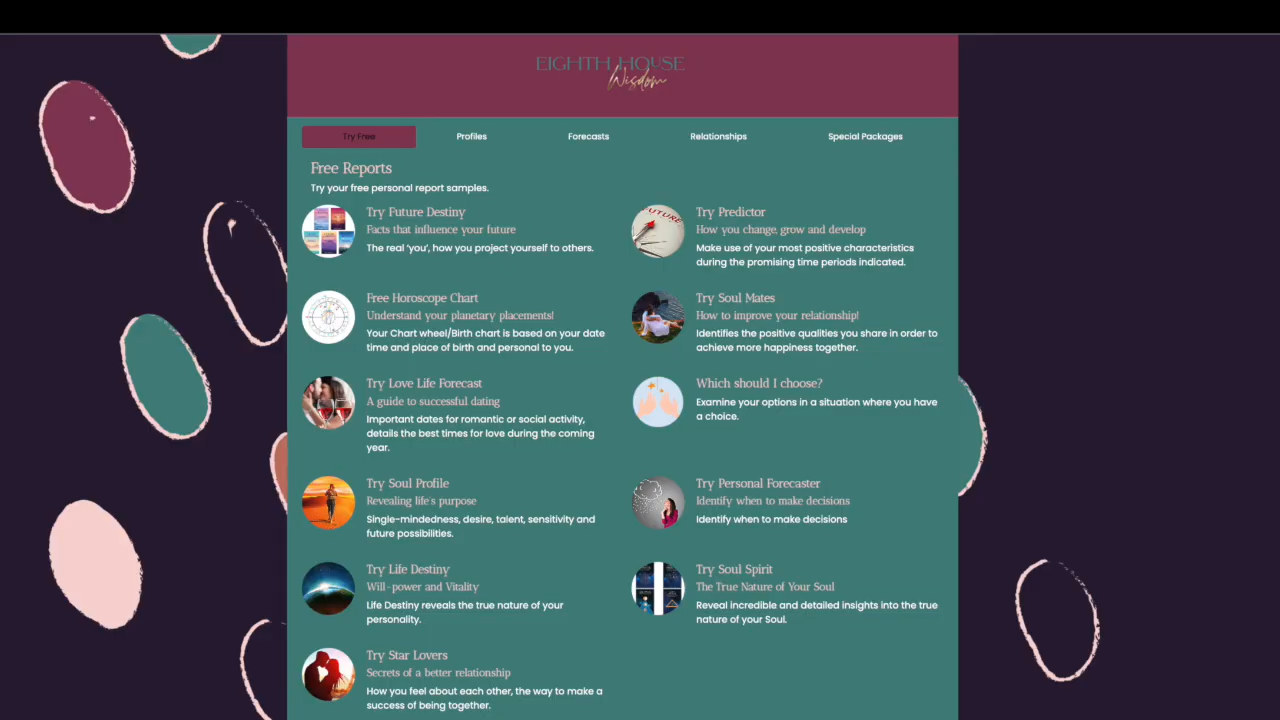 EIGHTH HOUSE
Wisdom
Try Free
Profiles
Forecasts
Relationships
Special Packages
Free Reports
Try your free personal report samples.
Try Future Destiny
Facts that influence your future
The real ‘you’, how you project yourself to others.
Try Predictor
How you change, grow and develop
Make use of your most positive characteristics
during the promising time periods indicated.
FUTURE
Free Horoscope Chart
Understand your planetary placements!
Your Chart wheel/Birth chart is based on your date
time and place of birth and personal to you.
Try Soul Mates
How to improve your relationship!
Identifies the positive qualities you share in order to
achieve more happiness together.
Try Love Life Forecast
A guide to successful dating
Important dates for romantic or social activity,
details the best times for love during the coming
year.
Which should I choose?
Examine your options in a situation where you have
a choice.
Try Soul Profile
Revealing life's purpose
Single-mindedness, desire, talent, sensitivity and
future possibilities.
Try Personal Forecaster
Identify when to make decisions
Identify when to make decisions
Try Life Destiny
Will-power and Vitality
Life Destiny reveals the true nature of your
personality.
Try Soul Spirit
The True Nature of Your Soul
Reveal incredible and detailed insights into the true
nature of your Soul.
Try Star Lovers
Secrets of a better relationship
How you feel about each other, the way to make a
success of being together.